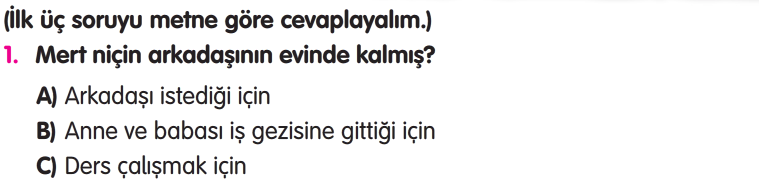 (İlk üç soruyu metne göre cevaplayalım.)
1. Mert niçin arkadaşının evinde kalmış?
A) Arkadaşı istediği için
B) Anne ve babası iş gezisine gittiği için
C) Ders çalışmak için